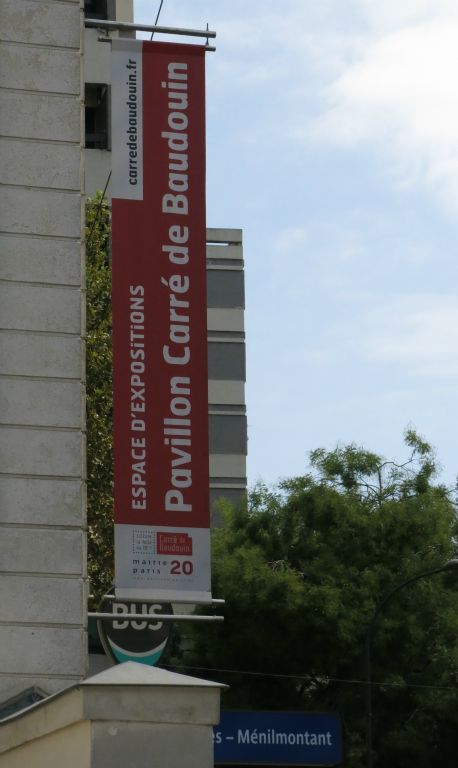 carredebaudouin.fr
ESPACE D'EXPOSiTiONS
Pavillon Carré de Baudouin
Carré de
Baudouin
mairie
paris 20
BUS
s – Ménilmontant